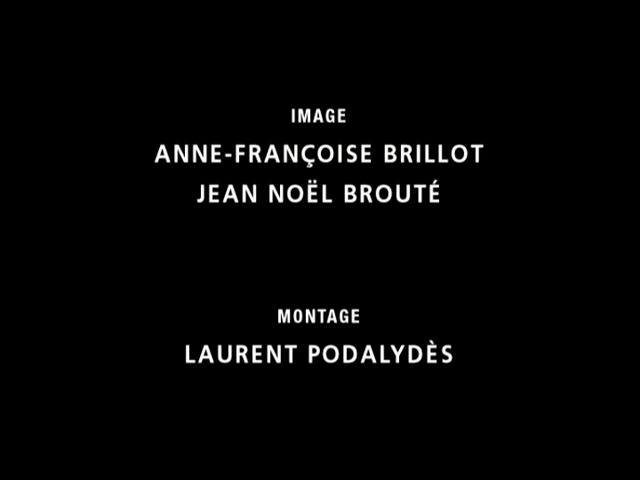 IMAGE
ANNE-FRANÇOISE BRILLOT
JEAN NOËL BROUTÉ
MONTAGE
LAURENT PODALYDÈS